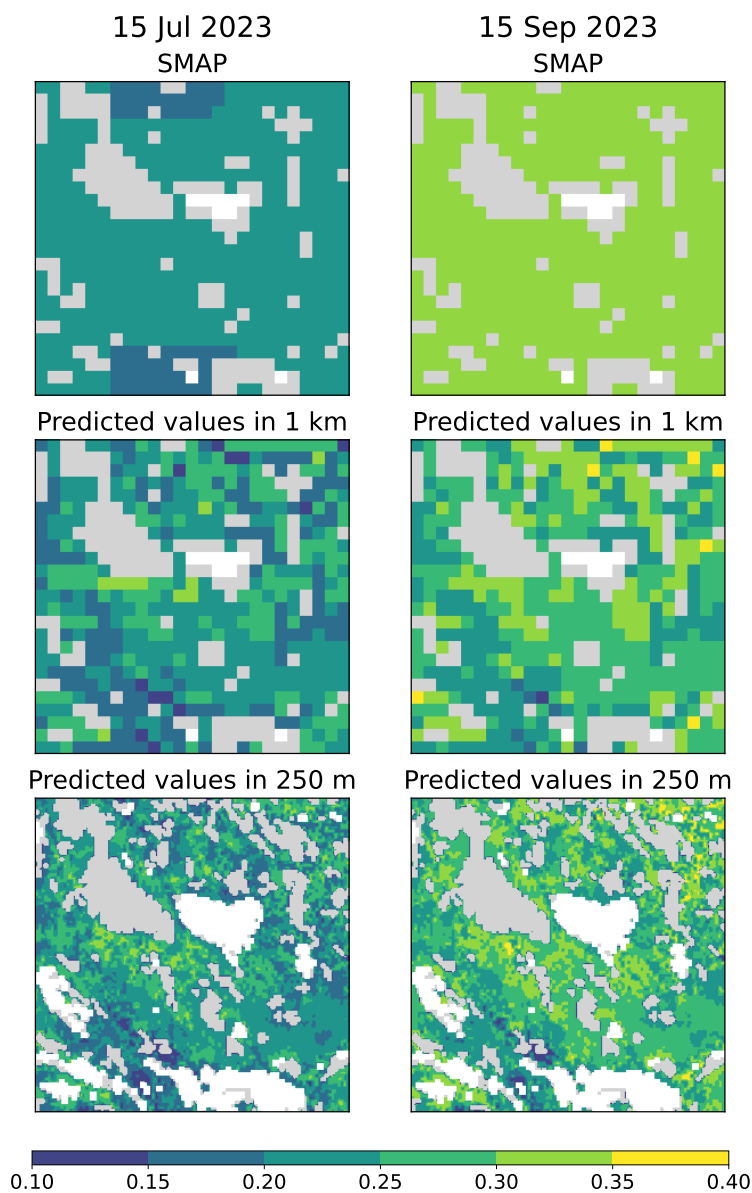 15 Jul 2023
SMAP
15 Sep 2023
SMAP
Predicted values in 1 km
Predicted values in 1 km
Predicted values in 250 m
Predicted values in 250 m
0.10 0.15 0.20 0.25 0.30 0.35 0.40